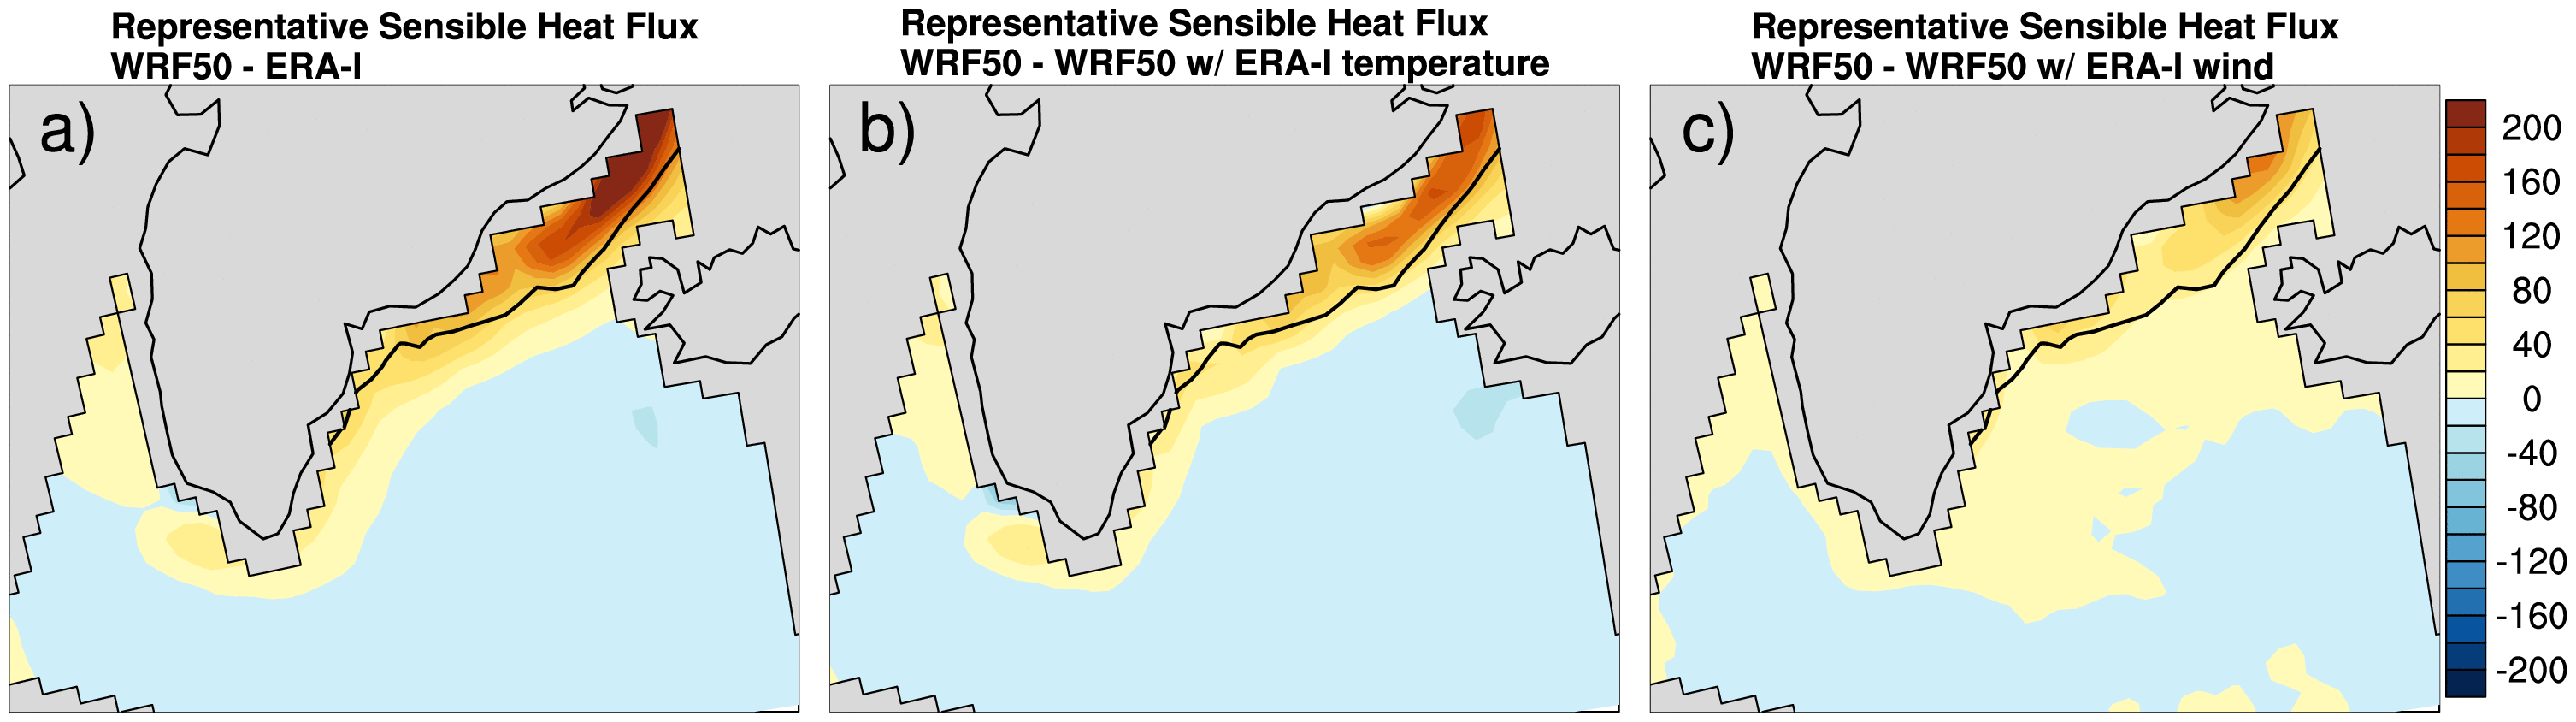 Representative Sensible Heat Flux
WRF50 - ERA-I
Representative Sensible Heat Flux
WRF50 - WRF50 w/ ERA-I temperature
Representative Sensible Heat Flux
WRF50 - WRF50 w/ ERA-I wind
a)
b)
c)
200
160
120
80
40
0
-40
-80
-120
-160
-200